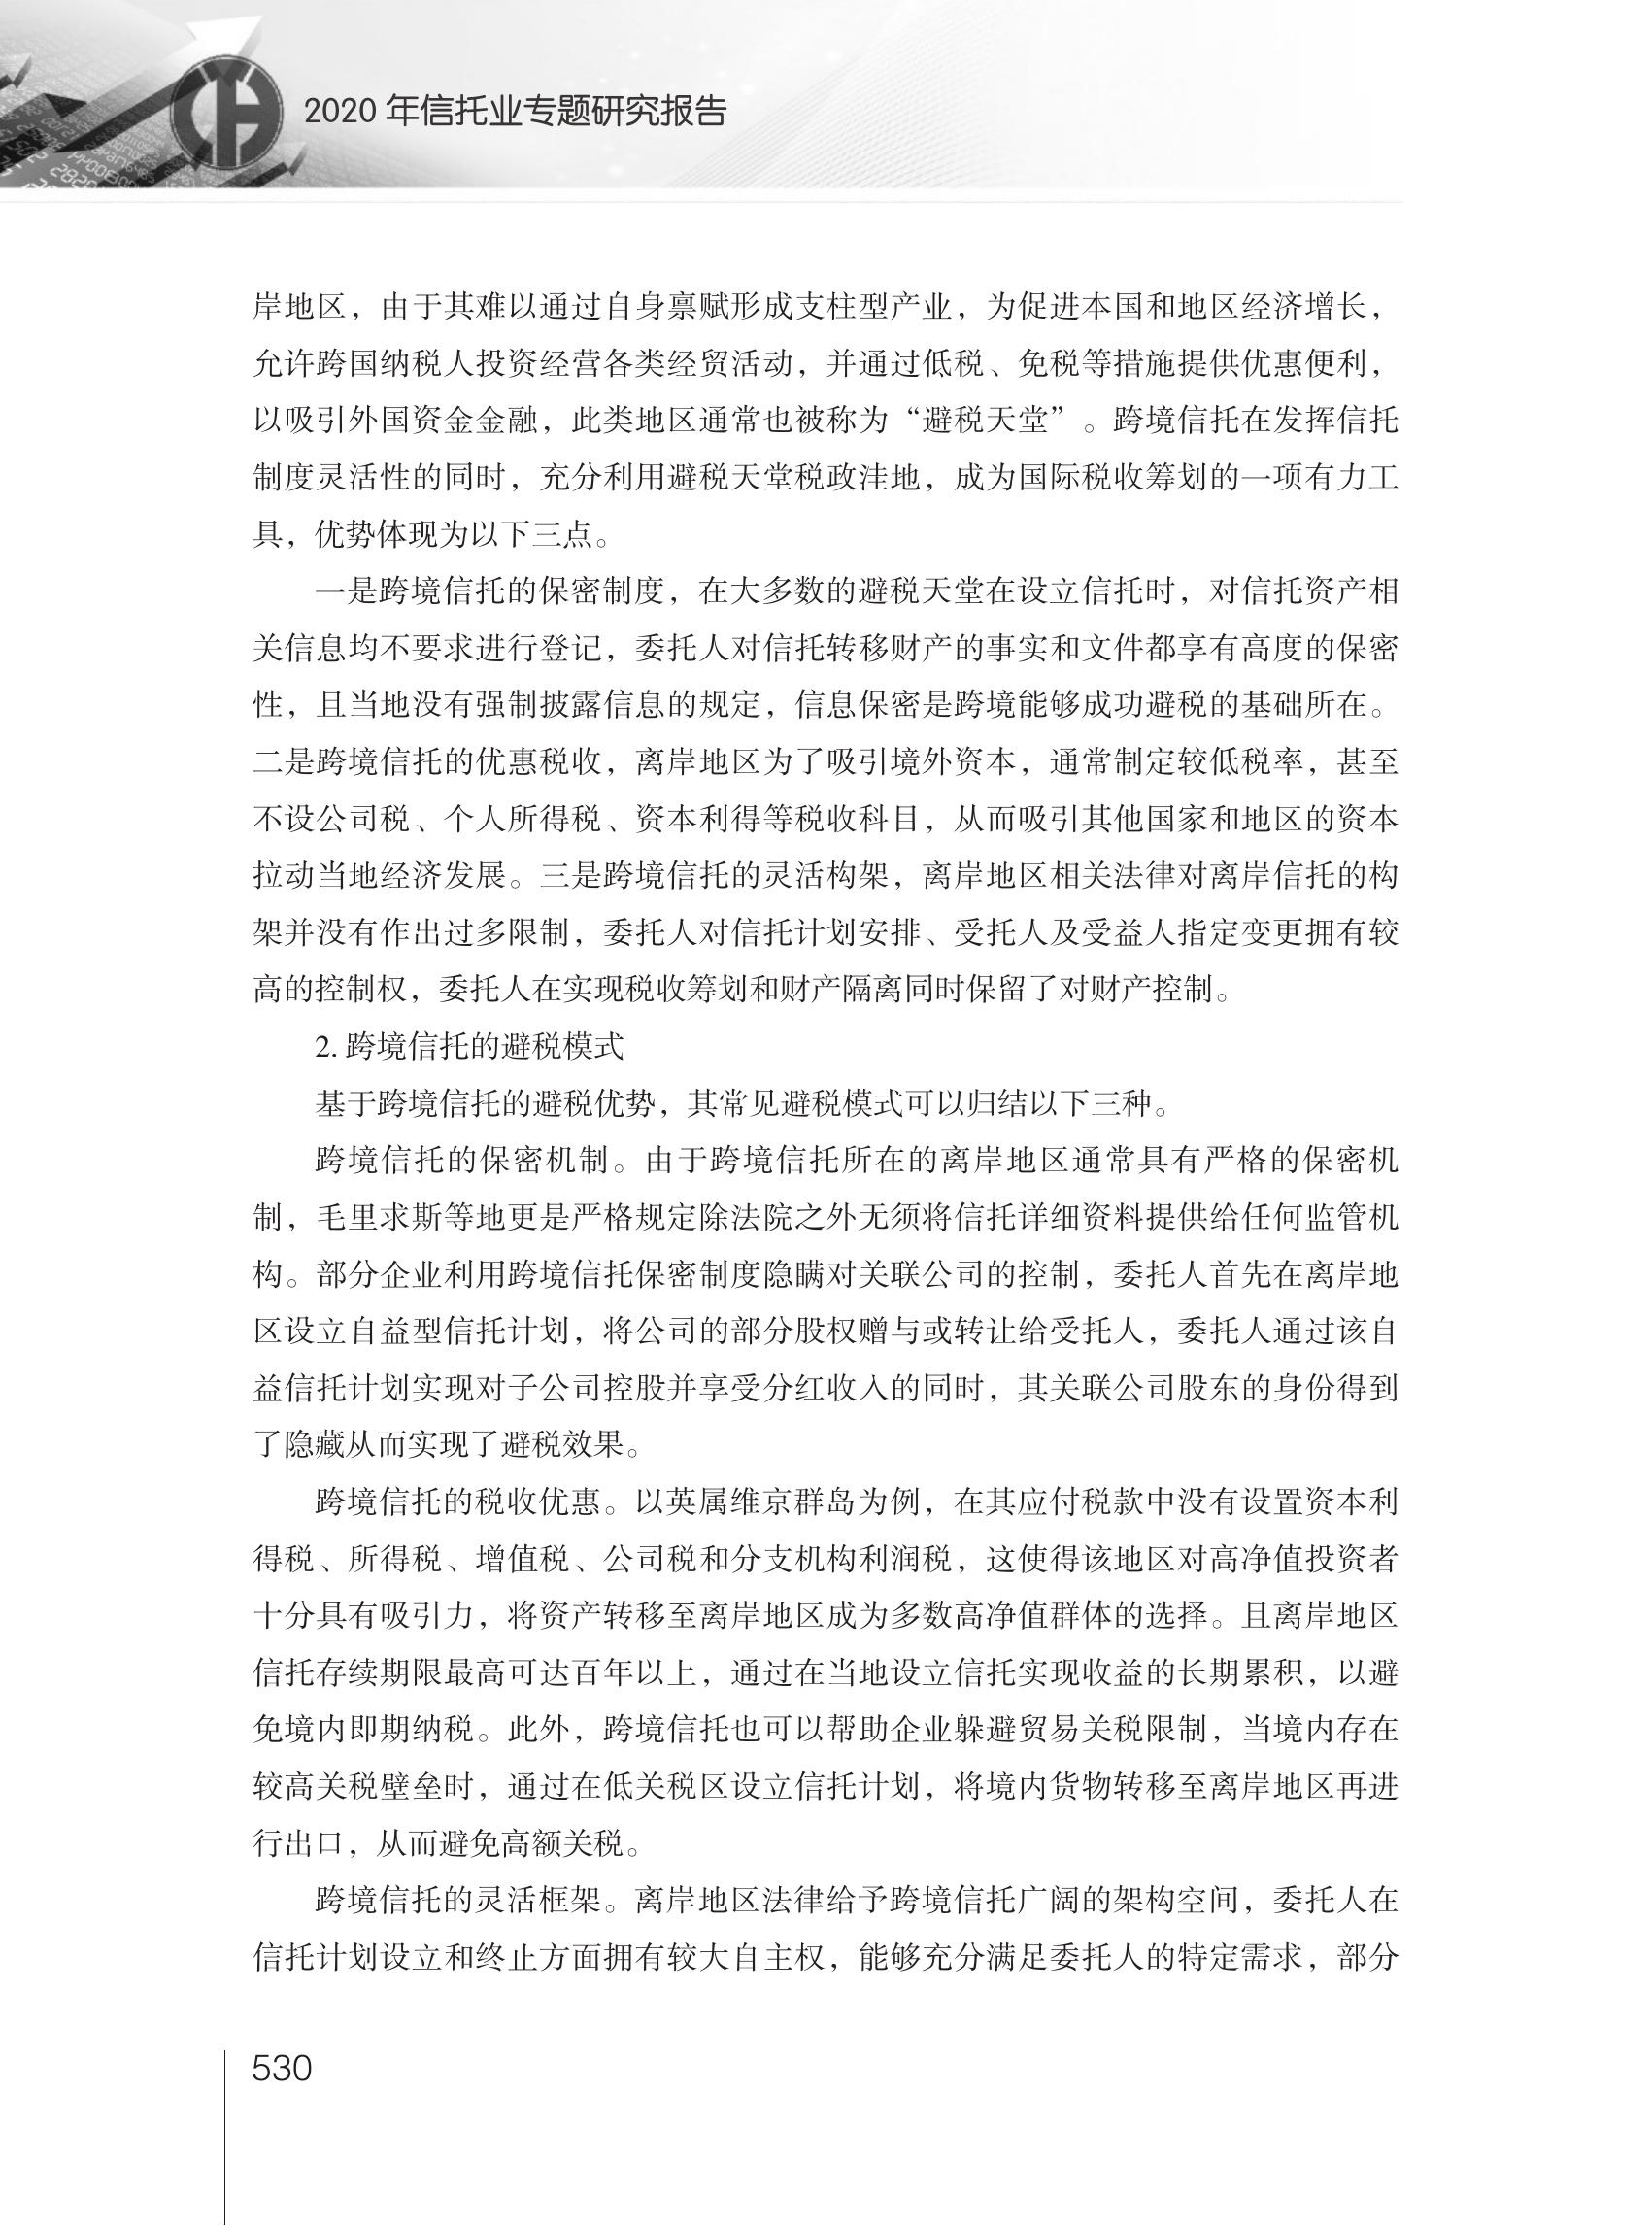 2020 年信托业专题研究报告
岸地区，由于其难以通过自身禀赋形成支柱型产业，为促进本国和地区经济增长，
允许跨国纳税人投资经营各类经贸活动，并通过低税、免税等措施提供优惠便利，
以吸引外国资金金融，此类地区通常也被称为“避税天堂”。跨境信托在发挥信托
制度灵活性的同时，充分利用避税天堂税政洼地，成为国际税收筹划的一项有力工
具，优势体现为以下三点。
一是跨境信托的保密制度，在大多数的避税天堂在设立信托时，对信托资产相
关信息均不要求进行登记，委托人对信托转移财产的事实和文件都享有高度的保密
性，且当地没有强制披露信息的规定，信息保密是跨境能够成功避税的基础所在。
二是跨境信托的优惠税收，离岸地区为了吸引境外资本，通常制定较低税率，甚至
不设公司税、个人所得税、资本利得等税收科目，从而吸引其他国家和地区的资本
拉动当地经济发展。三是跨境信托的灵活构架，离岸地区相关法律对离岸信托的构
架并没有作出过多限制，委托人对信托计划安排、受托人及受益人指定变更拥有较
高的控制权，委托人在实现税收筹划和财产隔离同时保留了对财产控制。
2. 跨境信托的避税模式
基于跨境信托的避税优势，其常见避税模式可以归结以下三种。
跨境信托的保密机制。由于跨境信托所在的离岸地区通常具有严格的保密机
制，毛里求斯等地更是严格规定除法院之外无须将信托详细资料提供给任何监管机
构。部分企业利用跨境信托保密制度隐瞒对关联公司的控制，委托人首先在离岸地
区设立自益型信托计划，将公司的部分股权赠与或转让给受托人，委托人通过该自
益信托计划实现对子公司控股并享受分红收入的同时，其关联公司股东的身份得到
了隐藏从而实现了避税效果。
跨境信托的税收优惠。以英属维京群岛为例，在其应付税款中没有设置资本利
得税、所得税、增值税、公司税和分支机构利润税，这使得该地区对高净值投资者
十分具有吸引力，将资产转移至离岸地区成为多数高净值群体的选择。且离岸地区
信托存续期限最高可达百年以上，通过在当地设立信托实现收益的长期累积，以避
免境内即期纳税。此外，跨境信托也可以帮助企业躲避贸易关税限制，当境内存在
较高关税壁垒时，通过在低关税区设立信托计划，将境内货物转移至离岸地区再进
行出口，从而避免高额关税。
跨境信托的灵活框架。离岸地区法律给予跨境信托广阔的架构空间，委托人在
信托计划设立和终止方面拥有较大自主权，能够充分满足委托人的特定需求，部分
530